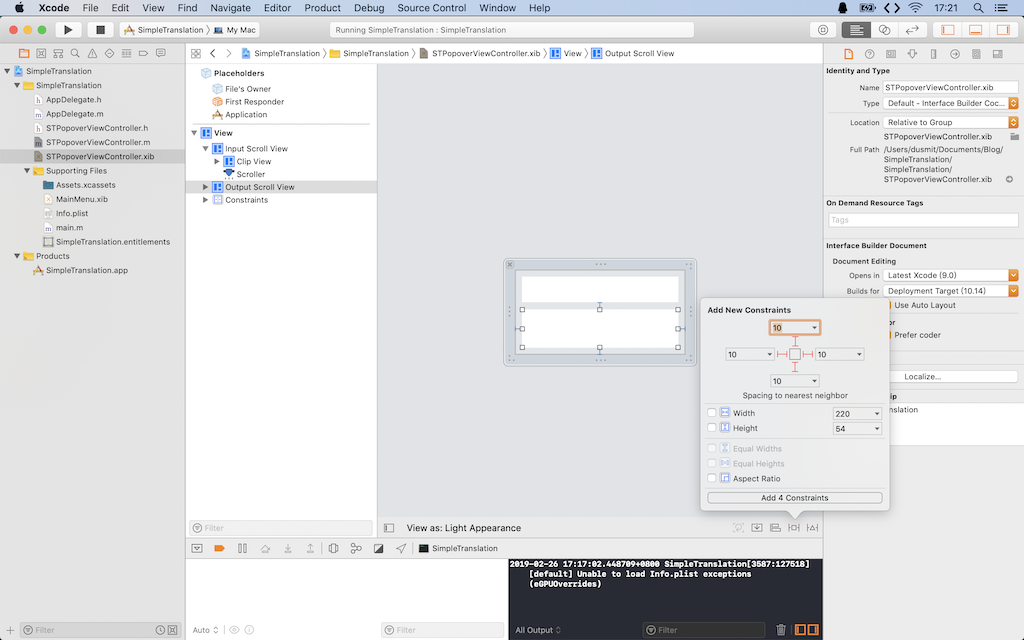 Xcode File Edit View Find Navigate Editor Product Debug Source Control Window Help 17:21
SimpleTranslation My Mac Running SimpleTranslation : SimpleTranslation
SimpleTranslation SimpleTranslation STPopoverViewController.xib View Output Scroll View
SimpleTranslation
SimpleTranslation
AppDelegate.h
AppDelegate.m
STPopoverViewController.h
STPopoverViewController.m
STPopoverViewController.xib
Supporting Files
Assets.xcassets
MainMenu.xib
Info.plist
main.m
SimpleTranslation.entitlements
Products
SimpleTranslation.app
Filter
Placeholders
File's Owner
First Responder
Application
View
Input Scroll View
Clip View
Scroller
Output Scroll View
Constraints
Filter
View as: Light Appearance
Add New Constraints
10
10 10
10
Spacing to nearest neighbor
Width 220
Height 54
Equal Widths
Equal Heights
Aspect Ratio
Add 4 Constraints
Identity and Type
Name STPopoverViewController.xib
Type Default - Interface Builder Coc...
Location Relative to Group
STPopoverViewController.xib
Full Path /Users/dusmit/Documents/Blog/
SimpleTranslation/
SimpleTranslation/
STPopoverViewController.xib
On Demand Resource Tags
Tags
Interface Builder Document
Document Editing
Opens in Latest Xcode (9.0)
Builds for Deployment Target (10.14)
Use Auto Layout
or
Prefer coder
Localize...
ip
nslation
SimpleTranslation
2019-02-26 17:17:02.448709+0800 SimpleTranslation[3587:127518]
[default] Unable to load Info.plist exceptions
(eGPUOverrides)
Auto
Filter
All Output
Filter